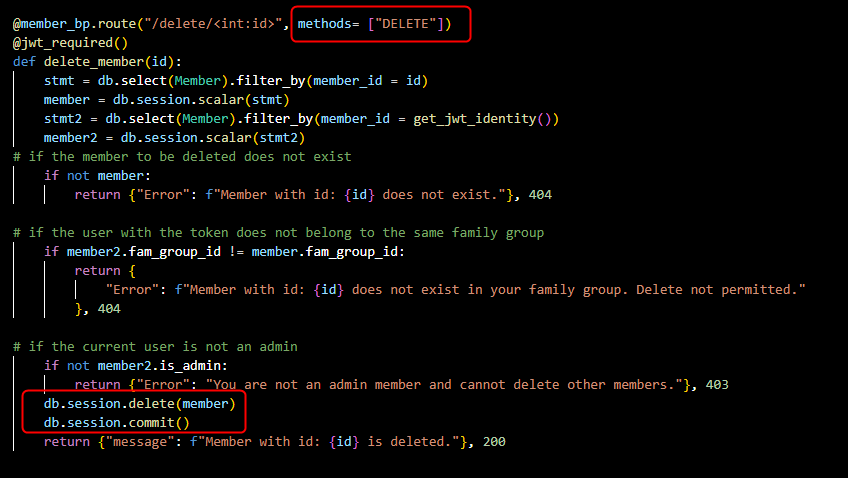 @member_bp.route("/delete/<int:id>", methods= ["DELETE"])
@jwt_required()
def delete_member(id):
    stmt = db.select(Member).filter_by(member_id = id)
    member = db.session.scalar(stmt)
    stmt2 = db.select(Member).filter_by(member_id = get_jwt_identity())
    member2 = db.session.scalar(stmt2)
# if the member to be deleted does not exist
    if not member:
        return {"Error": f"Member with id: {id} does not exist."}, 404
# if the user with the token does not belong to the same family group
    if member2.fam_group_id != member.fam_group_id:
        return {
            "Error": f"Member with id: {id} does not exist in your family group. Delete not permitted."
        }, 404
# if the current user is not an admin
    if not member2.is_admin:
        return {"Error": "You are not an admin member and cannot delete other members."}, 403
    db.session.delete(member)
    db.session.commit()
    return {"message": f"Member with id: {id} is deleted."}, 200